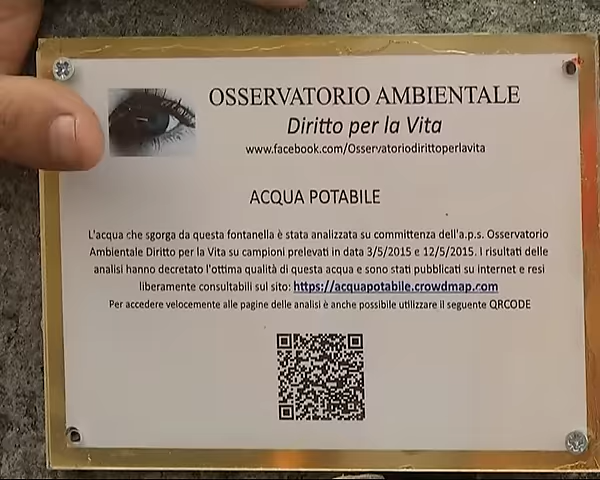 OSSERVATORIO AMBIENTALE
Diritto per la Vita
www.facebook.com/Osservatoriodirittoperlavita
ACQUA POTABILE
L'acqua che sgorga da questa fontanella è stata analizzata su committenza dell'a.p.s. Osservatorio
Ambientale Diritto per la Vita su campioni prelevati in data 3/5/2015 e 12/5/2015. I risultati delle
analisi hanno decretato l'ottima qualità di questa acqua e sono stati pubblicati su internet e resi
liberamente consultabili sul sito: https://acquapotabile.crowdmap.com
Per accedere velocemente alle pagine delle analisi è anche possibile utilizzare il seguente QRCODE